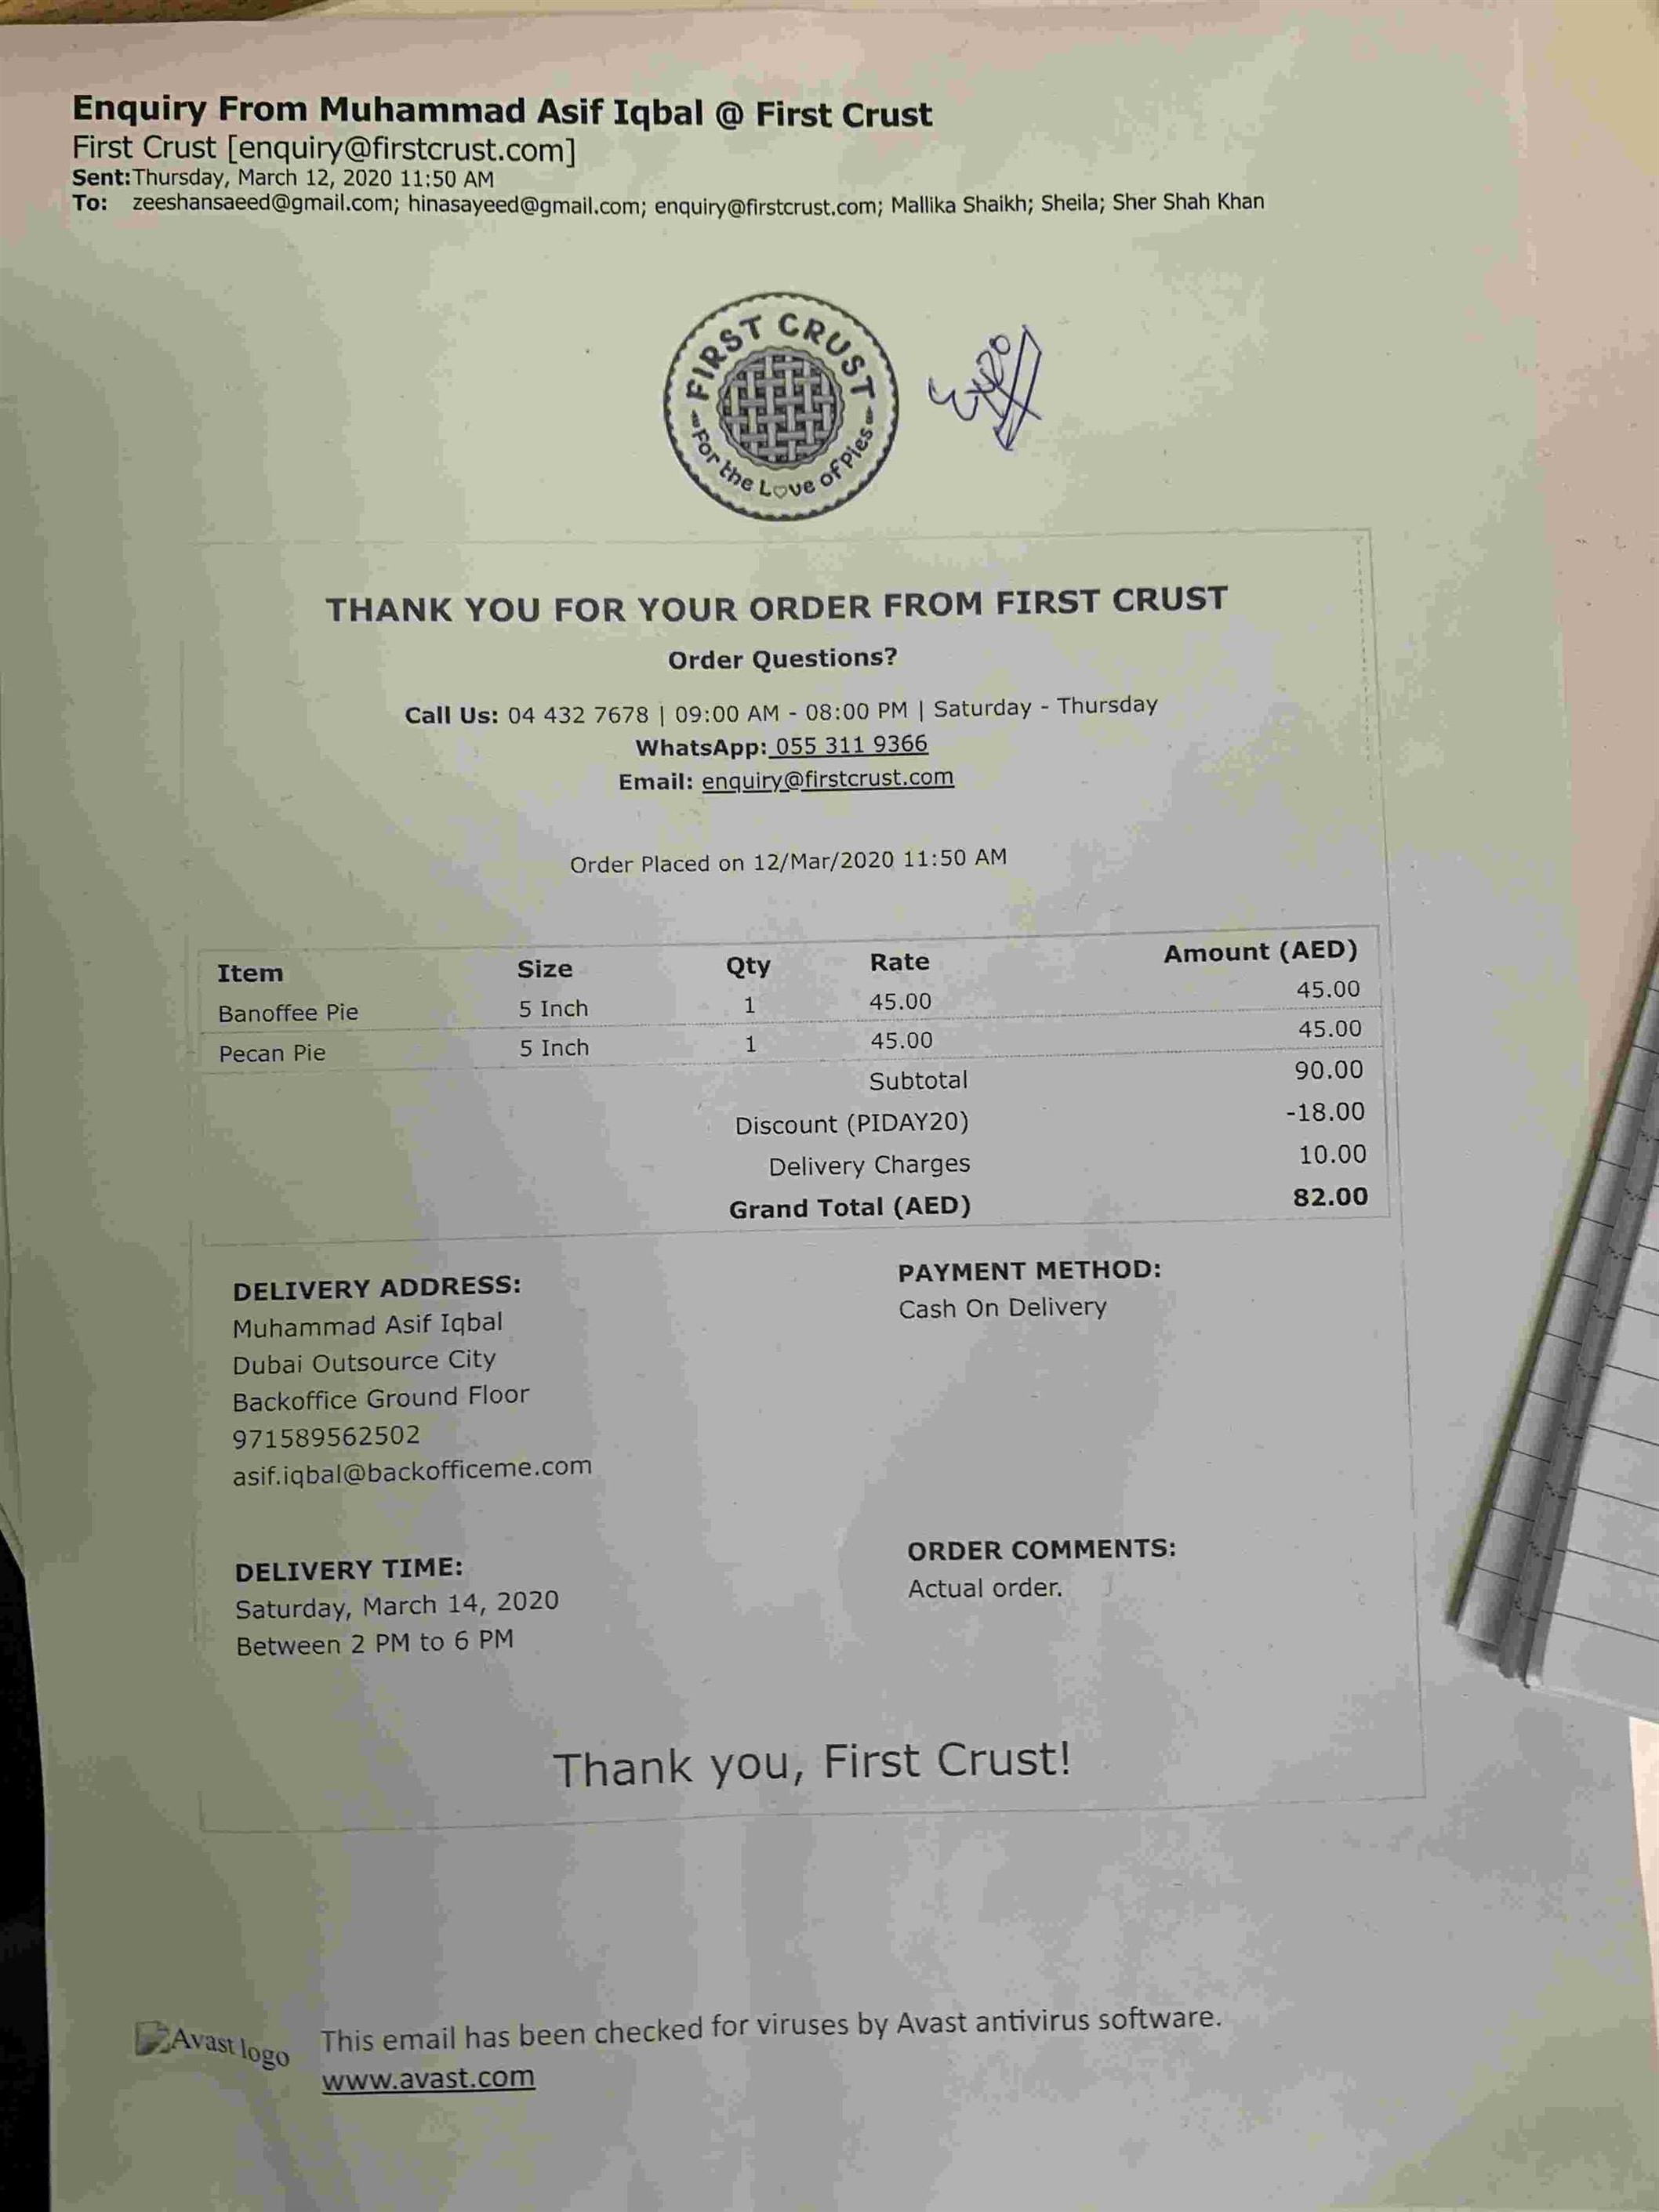 Enquiry From Muhammad Asif Iqbal @ First Crust
First Crust [enquiry@firstcrust.com]
Sent:Thursday, March 12, 2020 11:50 AM
To: zeeshansaeed@gmail.com; hinasayeed@gmail.com; enquiry@firstcrust.com; Mallika Shaikh; Sheila; Sher Shah Khan
FIRST CRUST
For the Love of Pies
THANK YOU FOR YOUR ORDER FROM FIRST CRUST
Order Questions?
Call Us: 04 432 7678 | 09:00 AM - 08:00 PM | Saturday - Thursday
WhatsApp: 055 311 9366
Email: enquiry@firstcrust.com
Order Placed on 12/Mar/2020 11:50 AM
Item Size Qty Rate Amount (AED)
Banoffee Pie 5 Inch 1 45.00 45.00
Pecan Pie 5 Inch 1 45.00 45.00
Subtotal 90.00
Discount (PIDAY20) -18.00
Delivery Charges 10.00
Grand Total (AED) 82.00
DELIVERY ADDRESS:
Muhammad Asif Iqbal
Dubai Outsource City
Backoffice Ground Floor
971589562502
asif.iqbal@backofficeme.com
PAYMENT METHOD:
Cash On Delivery
DELIVERY TIME:
Saturday, March 14, 2020
Between 2 PM to 6 PM
ORDER COMMENTS:
Actual order.
Thank you, First Crust!
Avast logo
This email has been checked for viruses by Avast antivirus software.
www.avast.com